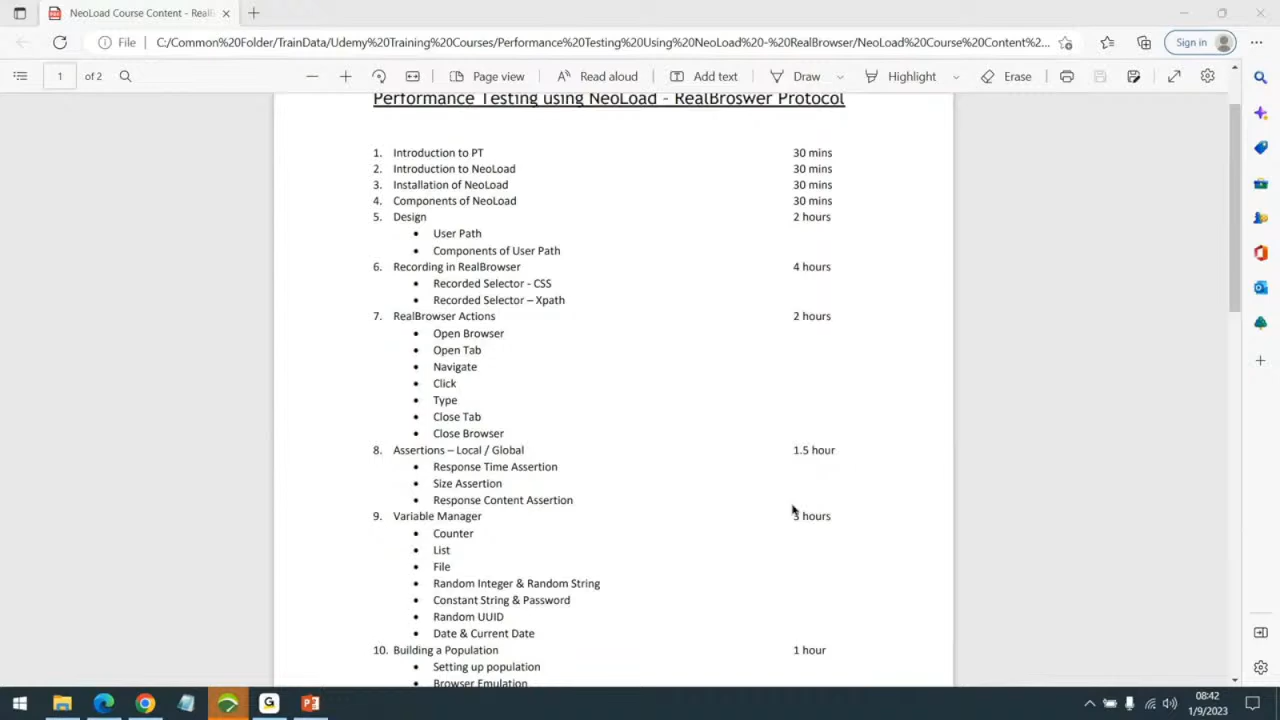 NeoLoad Course Content - RealB
File
C:/Common%20Folder/TrainData/Udemy%20Training%20Courses/Performance%20Testing%20Using%20NeoLoad%20-%20RealBrowser/NeoLoad%20Course%20Content%...
Sign in
1 of 2
Page view
Read aloud
Add text
Draw
Highlight
Erase
Performance Testing using NeoLoad - RealBroswer Protocol
1. Introduction to PT 30 mins
2. Introduction to NeoLoad 30 mins
3. Installation of NeoLoad 30 mins
4. Components of NeoLoad 30 mins
5. Design 2 hours
• User Path
• Components of User Path
6. Recording in RealBrowser 4 hours
• Recorded Selector - CSS
• Recorded Selector – Xpath
7. RealBrowser Actions 2 hours
• Open Browser
• Open Tab
• Navigate
• Click
• Type
• Close Tab
• Close Browser
8. Assertions – Local / Global 1.5 hour
• Response Time Assertion
• Size Assertion
• Response Content Assertion
9. Variable Manager 3 hours
• Counter
• List
• File
• Random Integer & Random String
• Constant String & Password
• Random UUID
• Date & Current Date
10. Building a Population 1 hour
• Setting up population
• Browser Emulation
08:42
1/9/2023